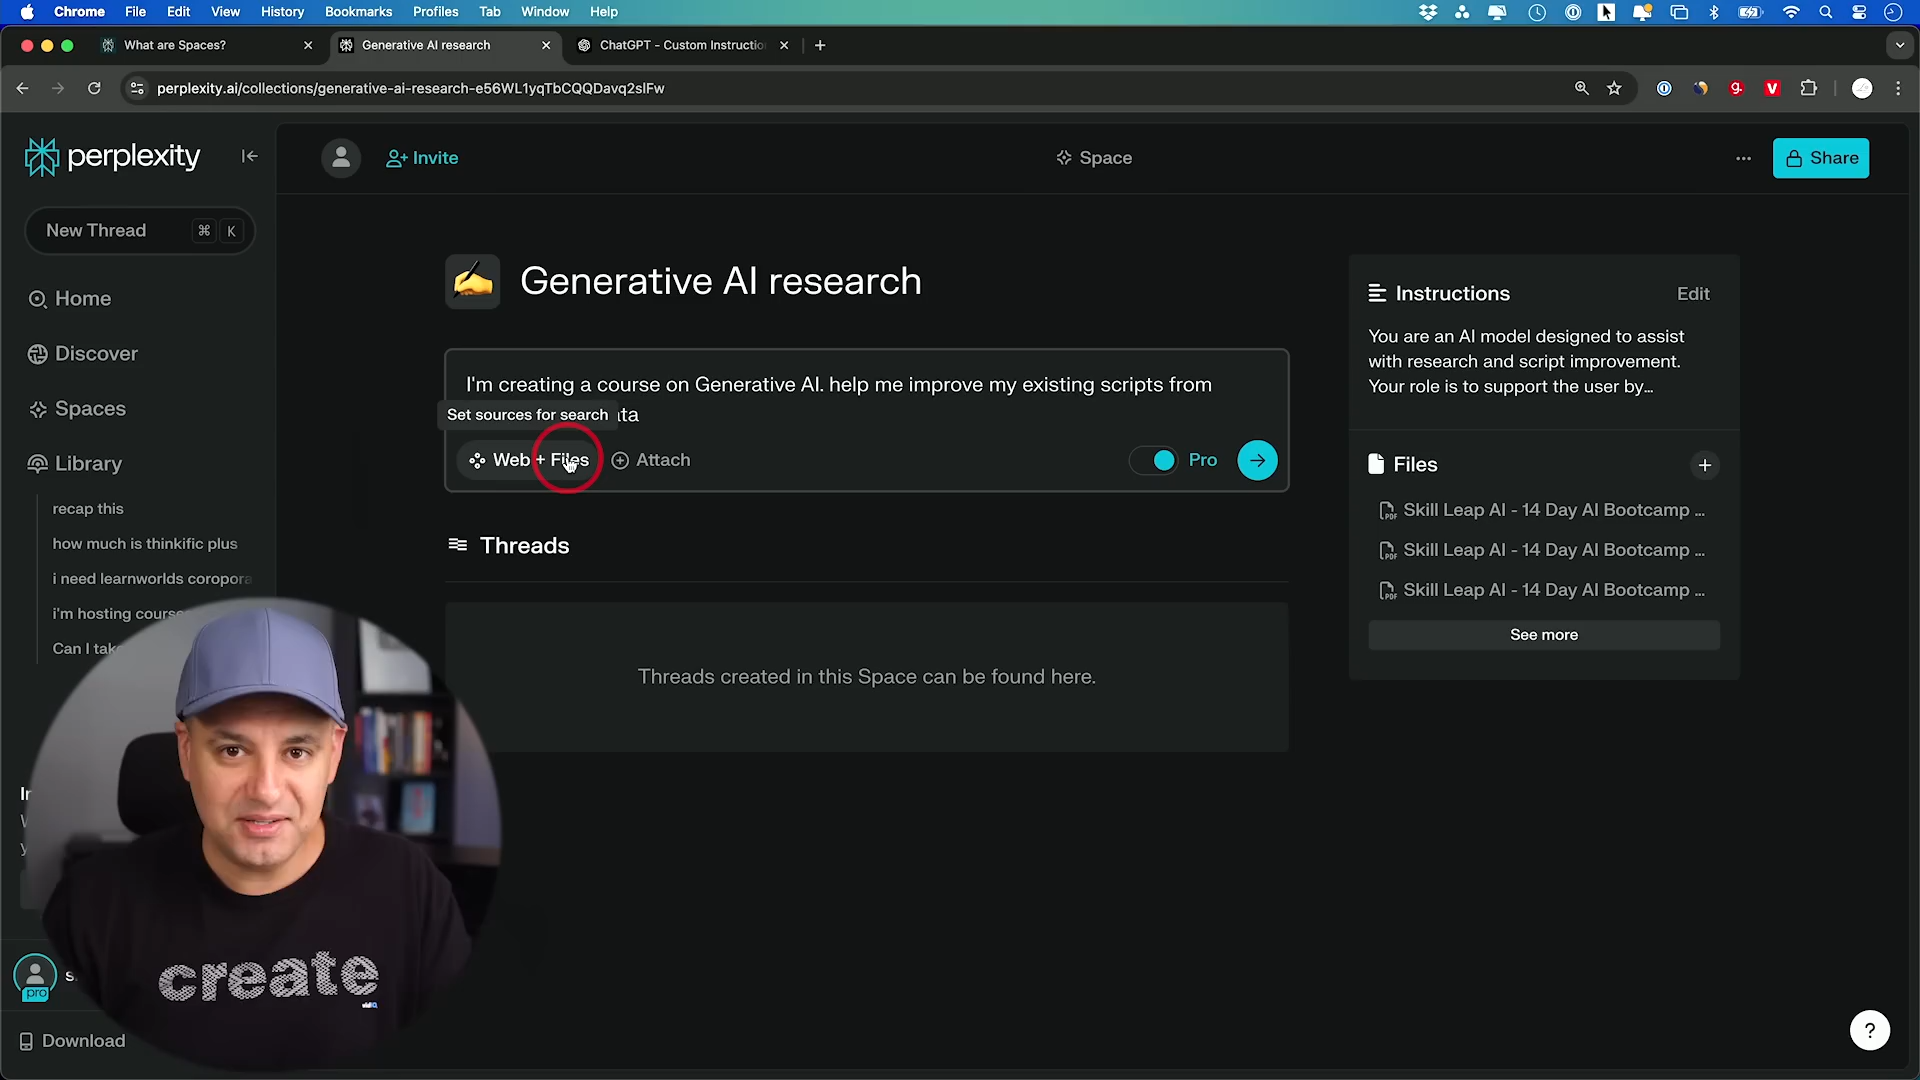 Chrome File Edit View History Bookmarks Profiles Tab Window Help
What are Spaces?
Generative AI research
ChatGPT - Custom Instructio
perplexity.ai/collections/generative-ai-research-e56WL1yqTbCQQDavq2slFw
perplexity
Invite
Space
Share
New Thread ⌘ K
Home
Discover
Spaces
Library
recap this
how much is thinkific plus
i need learnworlds coropora
i'm hosting course
Can I take
Generative AI research
I'm creating a course on Generative AI. help me improve my existing scripts from
ata
Set sources for search
Web + Files
Attach
Pro
Threads
Threads created in this Space can be found here.
Instructions
Edit
You are an AI model designed to assist
with research and script improvement.
Your role is to support the user by...
Files
Skill Leap AI - 14 Day AI Bootcamp ...
Skill Leap AI - 14 Day AI Bootcamp ...
Skill Leap AI - 14 Day AI Bootcamp ...
See more
create
pro
Download
?